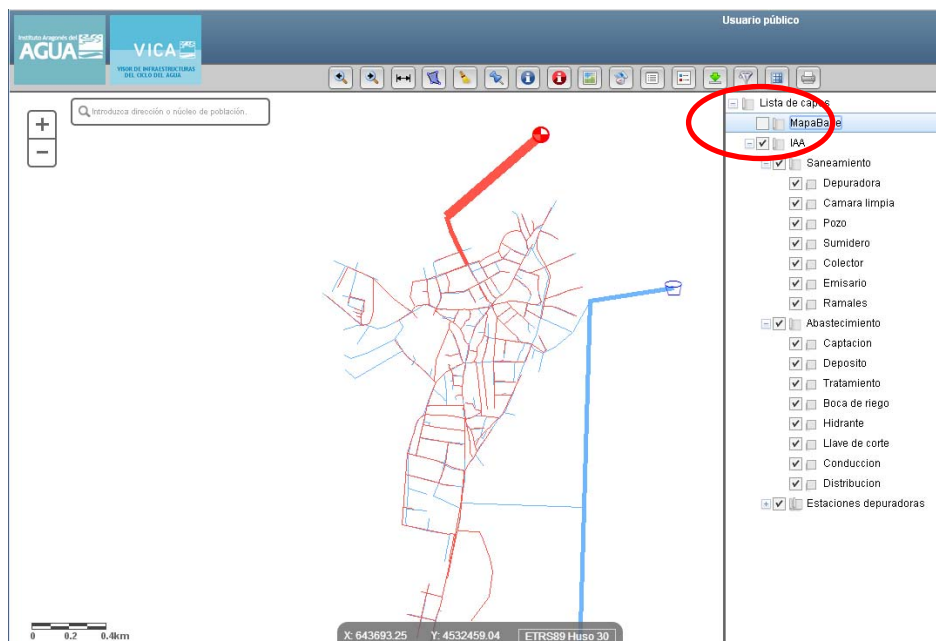 Usuario público
Instituto Aragonés del
AGUA
VICA
VISOR DE INFRAESTRUCTURAS
DEL CICLO DEL AGUA
Introduzca dirección o núcleo de población.
+
−
Lista de capas
MapaBase
IAA
Saneamiento
Depuradora
Camara limpia
Pozo
Sumidero
Colector
Emisario
Ramales
Abastecimiento
Captacion
Deposito
Tratamiento
Boca de riego
Hidrante
Llave de corte
Conduccion
Distribucion
Estaciones depuradoras
0 0.2 0.4km
X: 643693.25 Y: 4532459.04 ETRS89 Huso 30